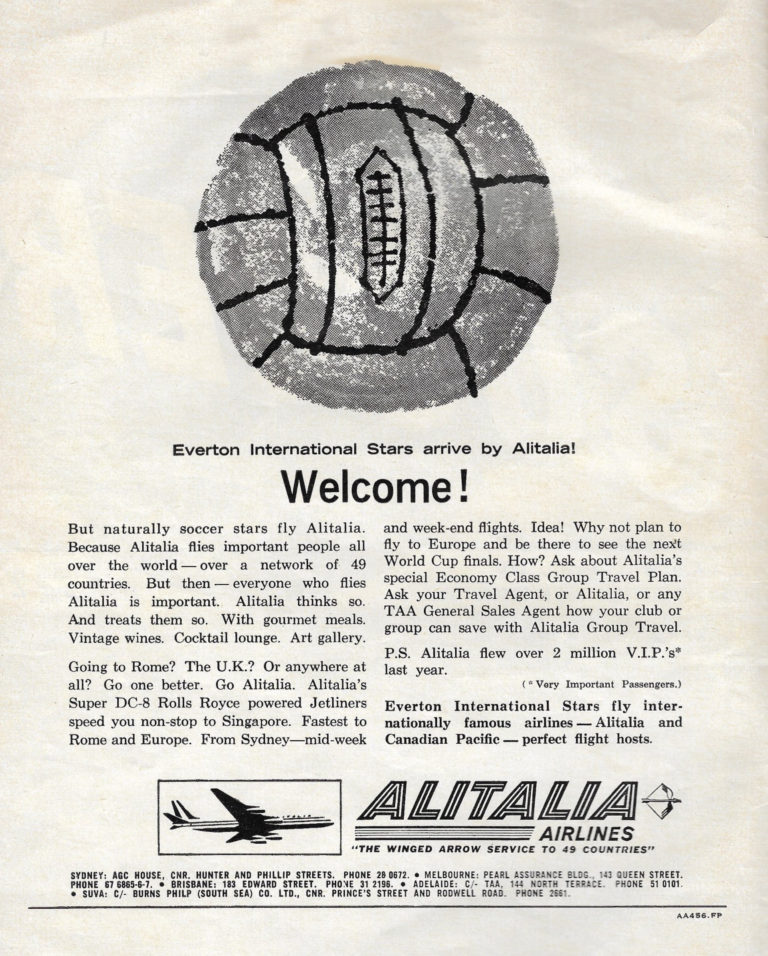 Everton International Stars arrive by Alitalia!
Welcome!
But naturally soccer stars fly Alitalia.
Because Alitalia flies important people all
over the world — over a network of 49
countries. But then — everyone who flies
Alitalia is important. Alitalia thinks so.
And treats them so. With gourmet meals.
Vintage wines. Cocktail lounge. Art gallery.
Going to Rome? The U.K.? Or anywhere at
all? Go one better. Go Alitalia. Alitalia's
Super DC-8 Rolls Royce powered Jetliners
speed you non-stop to Singapore. Fastest to
Rome and Europe. From Sydney—mid-week
and week-end flights. Idea! Why not plan to
fly to Europe and be there to see the next
World Cup finals. How? Ask about Alitalia's
special Economy Class Group Travel Plan.
Ask your Travel Agent, or Alitalia, or any
TAA General Sales Agent how your club or
group can save with Alitalia Group Travel.
P.S. Alitalia flew over 2 million V.I.P.'s*
last year.
(* Very Important Passengers.)
Everton International Stars fly inter-
nationally famous airlines — Alitalia and
Canadian Pacific — perfect flight hosts.
ALITALIA
ALITALIA
AIRLINES
"THE WINGED ARROW SERVICE TO 49 COUNTRIES"
SYDNEY: AGC HOUSE, CNR. HUNTER AND PHILLIP STREETS. PHONE 28 0672. • MELBOURNE: PEARL ASSURANCE BLDG., 143 QUEEN STREET.
PHONE 67 6865-6-7. • BRISBANE: 183 EDWARD STREET. PHONE 31 2196. • ADELAIDE: C/- TAA, 144 NORTH TERRACE. PHONE 51 0101.
• SUVA: C/- BURNS PHILP (SOUTH SEA) CO. LTD., CNR. PRINCE'S STREET AND RODWELL ROAD. PHONE 2661.
AA456.FP